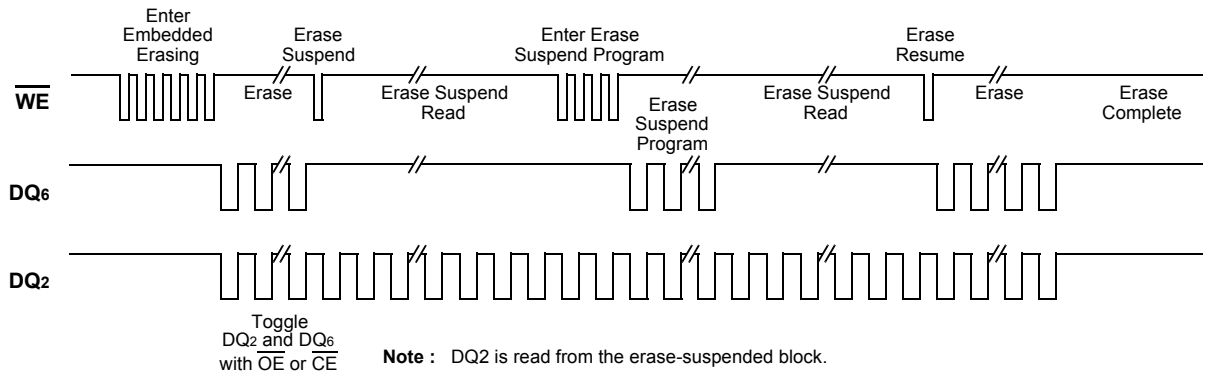 Enter
Embedded
Erasing
Erase
Suspend
Enter Erase
Suspend Program
Erase
Resume
WE
Erase
Erase Suspend
Read
Erase
Suspend
Program
Erase Suspend
Read
Erase
Erase
Complete
DQ6
DQ2
Toggle
DQ2 and DQ6
with OE or CE
Note : DQ2 is read from the erase-suspended block.